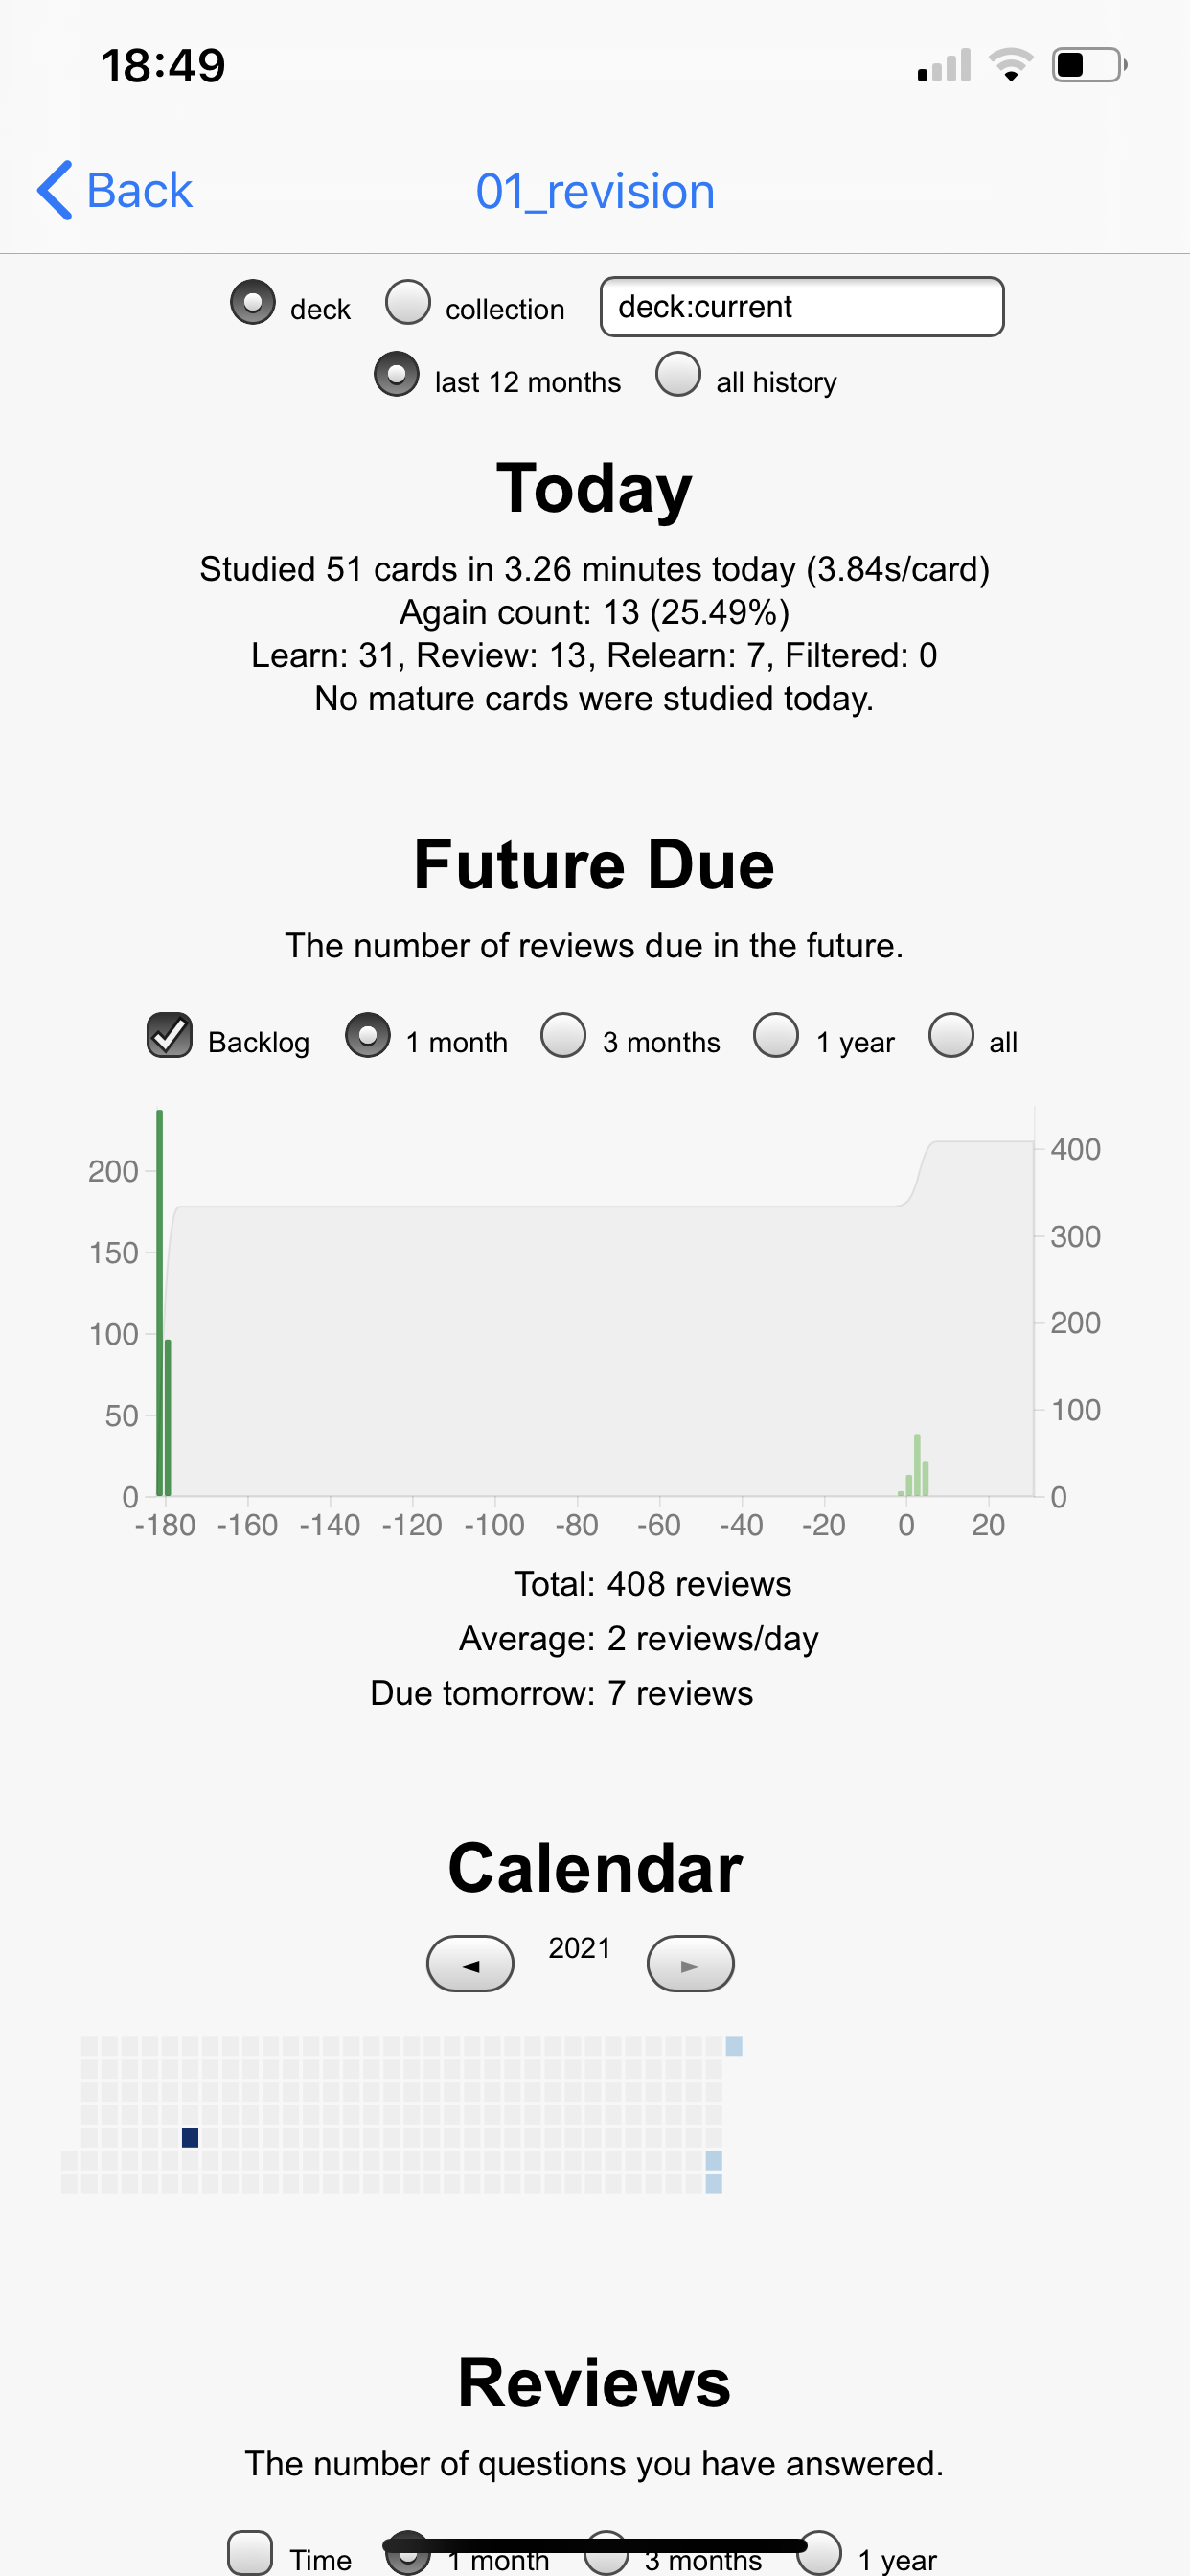 18:49
Back 01_revision
deck collection deck:current
last 12 months all history
Today
Studied 51 cards in 3.26 minutes today (3.84s/card)
Again count: 13 (25.49%)
Learn: 31, Review: 13, Relearn: 7, Filtered: 0
No mature cards were studied today.
Future Due
The number of reviews due in the future.
Backlog 1 month 3 months 1 year all
200 400
150 300
100 200
50 100
0 0
-180 -160 -140 -120 -100 -80 -60 -40 -20 0 20
Total: 408 reviews
Average: 2 reviews/day
Due tomorrow: 7 reviews
Calendar
◄ 2021 ►
Reviews
The number of questions you have answered.
Time 1 month 3 months 1 year